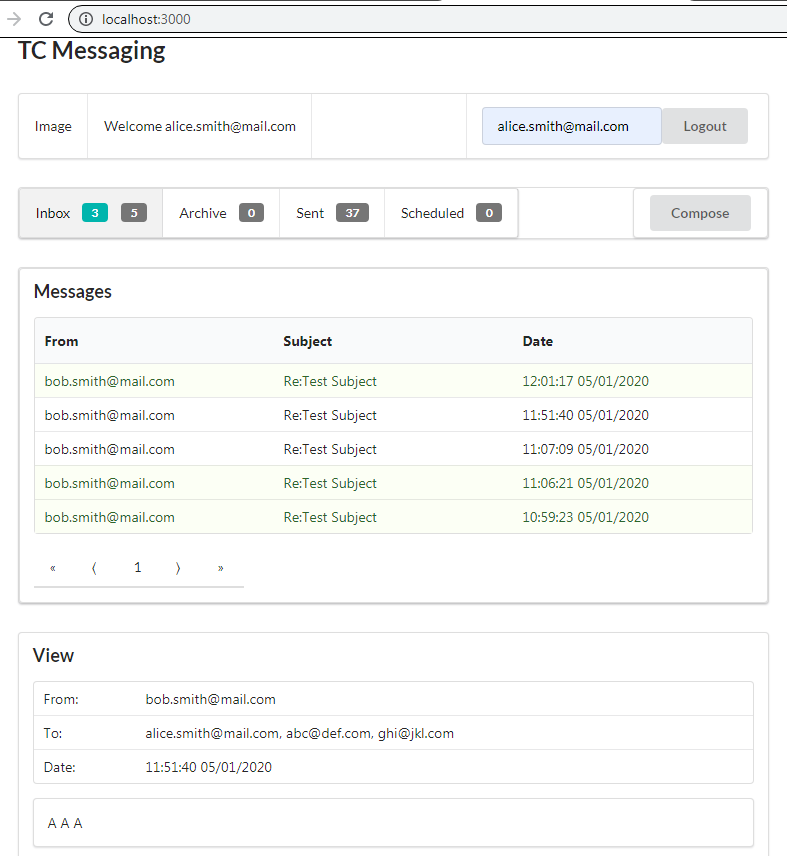 localhost:3000
TC Messaging
Image Welcome alice.smith@mail.com alice.smith@mail.com Logout
Inbox 3 5 Archive 0 Sent 37 Scheduled 0 Compose
Messages
From Subject Date
bob.smith@mail.com Re:Test Subject 12:01:17 05/01/2020
bob.smith@mail.com Re:Test Subject 11:51:40 05/01/2020
bob.smith@mail.com Re:Test Subject 11:07:09 05/01/2020
bob.smith@mail.com Re:Test Subject 11:06:21 05/01/2020
bob.smith@mail.com Re:Test Subject 10:59:23 05/01/2020
« ⟨ 1 ⟩ »
View
From: bob.smith@mail.com
To: alice.smith@mail.com, abc@def.com, ghi@jkl.com
Date: 11:51:40 05/01/2020
A A A